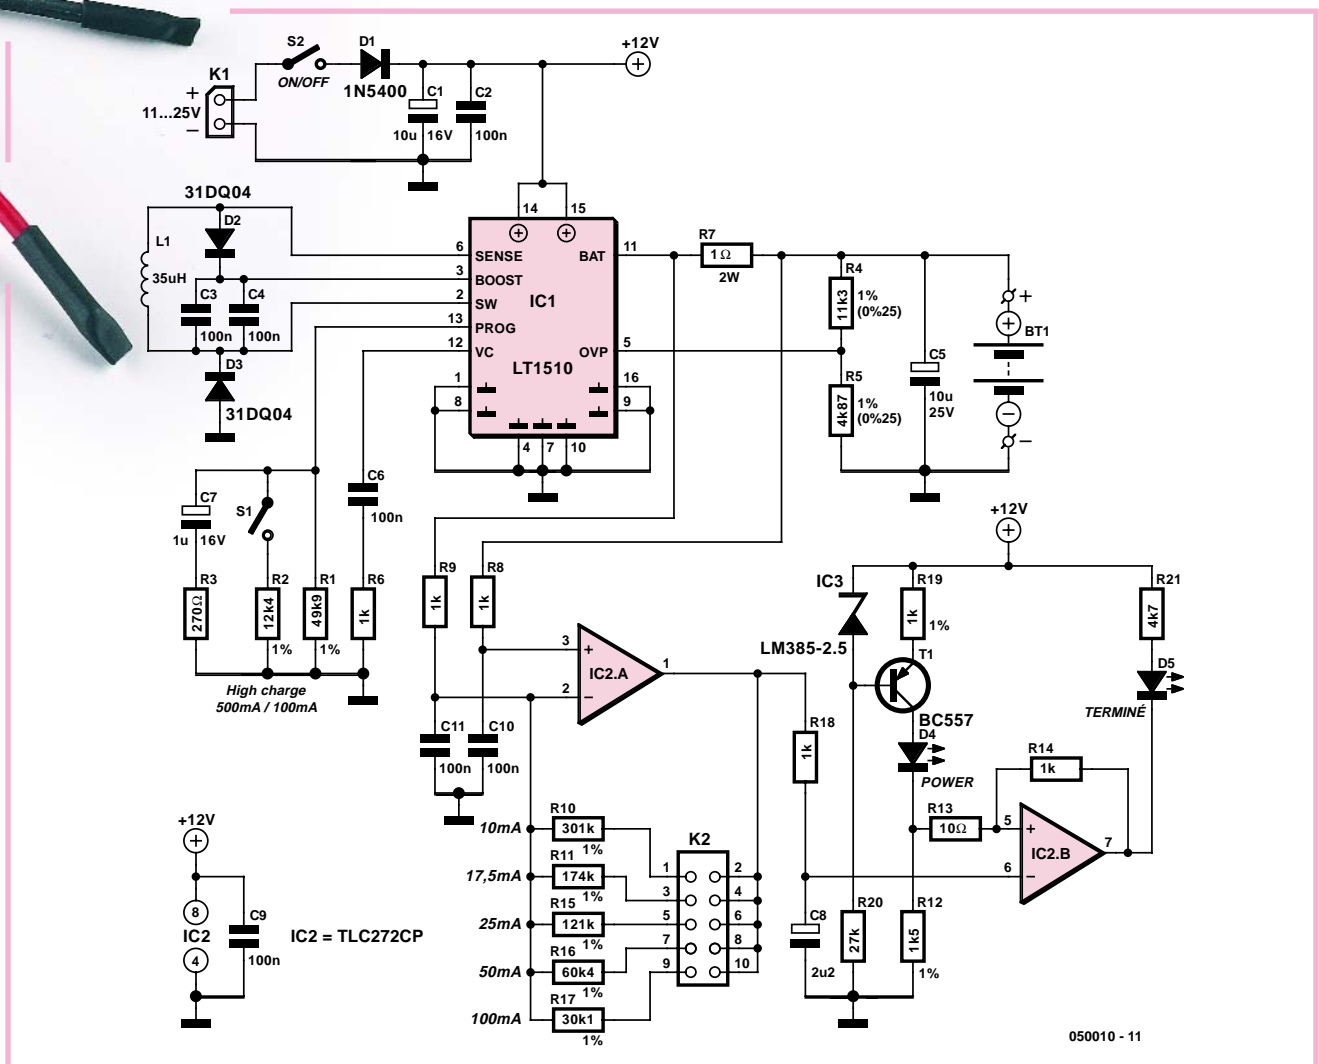 S2
D1
+12V
K1
ON/OFF
1N5400
+
11...25V
−
C1
C2
10u
16V
100n
31DQ04
D2
L1
35uH
C3
C4
100n
100n
D3
31DQ04
14
15
6
SENSE
BAT
11
3
BOOST
2
SW
IC1
13
PROG
12
VC
OVP
5
LT1510
1
16
8
9
4
7
10
R7
1Ω
2W
R4
11k3
1%
(0%25)
R5
4k87
1%
(0%25)
C5
10u
25V
+
BT1
−
C7
1u
16V
S1
C6
100n
R3
270Ω
R2
12k4
1%
R1
49k9
1%
R6
1k
High charge
500mA / 100mA
R9
1k
R8
1k
3
+
IC2.A
1
2
−
C11
C10
100n
100n
+12V
IC3
LM385-2.5
R19
1k
1%
R21
4k7
T1
BC557
D5
TERMINÉ
D4
POWER
R18
1k
R14
1k
R13
10Ω
5
+
IC2.B
7
6
−
+12V
8
IC2
4
C9
100n
IC2 = TLC272CP
10mA
R10
301k
1%
17,5mA
R11
174k
1%
25mA
R15
121k
1%
50mA
R16
60k4
1%
100mA
R17
30k1
1%
K2
1
2
3
4
5
6
7
8
9
10
C8
2u2
R20
27k
R12
1k5
1%
050010 - 11